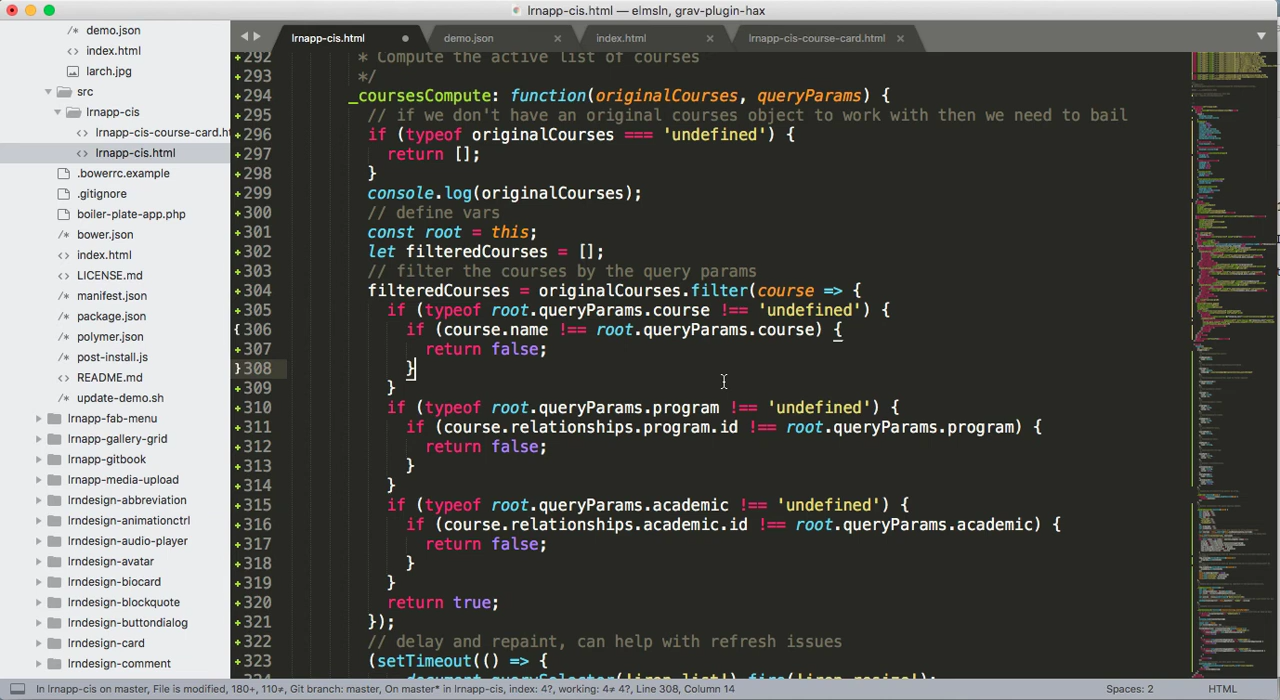 lrnapp-cis.html — elmsln, grav-plugin-hax
demo.json
index.html
larch.jpg
src
lrnapp-cis
lrnapp-cis-course-card.ht
lrnapp-cis.html
.bowerrc.example
.gitignore
boiler-plate-app.php
bower.json
index.html
LICENSE.md
manifest.json
package.json
polymer.json
post-install.js
README.md
update-demo.sh
lrnapp-fab-menu
lrnapp-gallery-grid
lrnapp-gitbook
lrnapp-media-upload
lrndesign-abbreviation
lrndesign-animationctrl
lrndesign-audio-player
lrndesign-avatar
lrndesign-biocard
lrndesign-blockquote
lrndesign-buttondialog
lrndesign-card
lrndesign-comment
lrnapp-cis.html demo.json index.html lrnapp-cis-course-card.html
292 * Compute the active list of courses
293 */
294 _coursesCompute: function(originalCourses, queryParams) {
295 // if we don't have an original courses object to work with then we need to bail
296 if (typeof originalCourses === 'undefined') {
297 return [];
298 }
299 console.log(originalCourses);
300 // define vars
301 const root = this;
302 let filteredCourses = [];
303 // filter the courses by the query params
304 filteredCourses = originalCourses.filter(course => {
305 if (typeof root.queryParams.course !== 'undefined') {
306 if (course.name !== root.queryParams.course) {
307 return false;
308 }
309 }
310 if (typeof root.queryParams.program !== 'undefined') {
311 if (course.relationships.program.id !== root.queryParams.program) {
312 return false;
313 }
314 }
315 if (typeof root.queryParams.academic !== 'undefined') {
316 if (course.relationships.academic.id !== root.queryParams.academic) {
317 return false;
318 }
319 }
320 return true;
321 });
322 // delay and repaint, can help with refresh issues
323 (setTimeout(() => {
document.querySelector('iron-list').fire('iron-resize');
In lrnapp-cis on master, File is modified, 180+, 110≠, Git branch: master, On master* in lrnapp-cis, index: 4?, working: 4≠ 4?, Line 308, Column 14 Spaces: 2 HTML